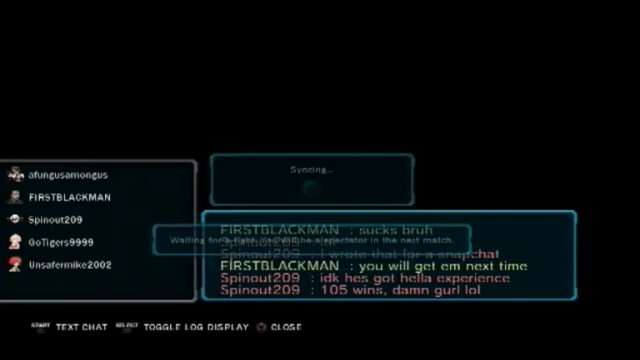 afungusamongus
FIRSTBLACKMAN
Spinout209
GoTigers9999
Unsafermike2002
Syncing...
FIRSTBLACKMAN : sucks bruh
Waiting for a fight. You will be a spectator in the next match.
Spinout209 : i wrote that for a snapchat
FIRSTBLACKMAN : you will get em next time
Spinout209 : idk hes got hella experience
Spinout209 : 105 wins, damn gurl lol
START TEXT CHAT SELECT TOGGLE LOG DISPLAY CLOSE